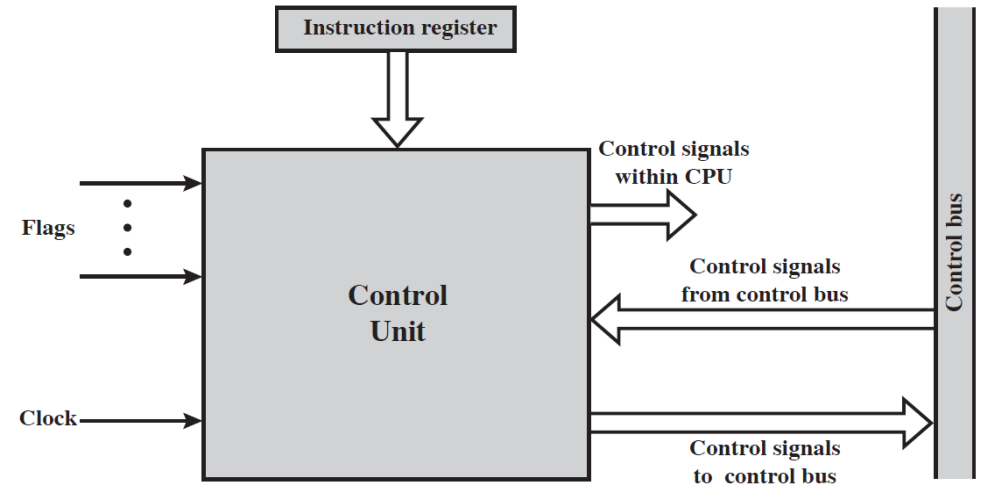 Instruction register
Control signals
within CPU
Flags
Control signals
from control bus
Control
Unit
Control bus
Clock
Control signals
to control bus